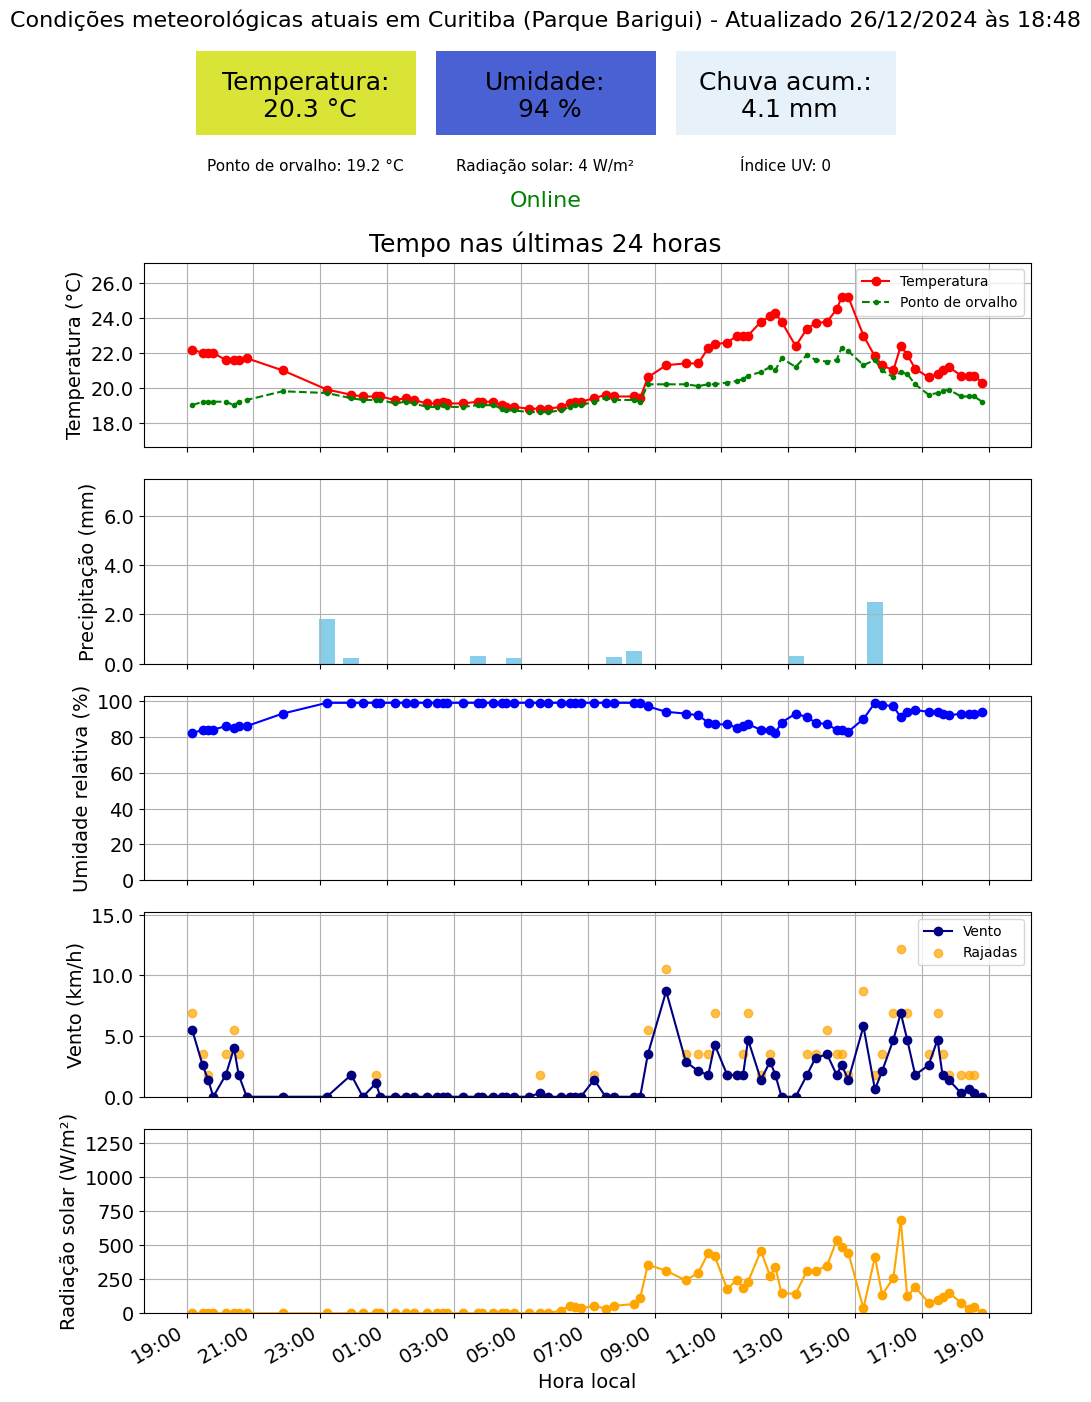 Condições meteorológicas atuais em Curitiba (Parque Barigui) - Atualizado 26/12/2024 às 18:48
Temperatura:
20.3 °C
Umidade:
94 %
Chuva acum.:
4.1 mm
Ponto de orvalho: 19.2 °C
Radiação solar: 4 W/m²
Índice UV: 0
Online
Tempo nas últimas 24 horas
Temperatura (°C)
26.0
24.0
22.0
20.0
18.0
Temperatura
Ponto de orvalho
Precipitação (mm)
6.0
4.0
2.0
0.0
Umidade relativa (%)
100
80
60
40
20
0
Vento (km/h)
15.0
10.0
5.0
0.0
Vento
Rajadas
Radiação solar (W/m²)
1250
1000
750
500
250
0
19:00
21:00
23:00
01:00
03:00
05:00
07:00
09:00
11:00
13:00
15:00
17:00
19:00
Hora local